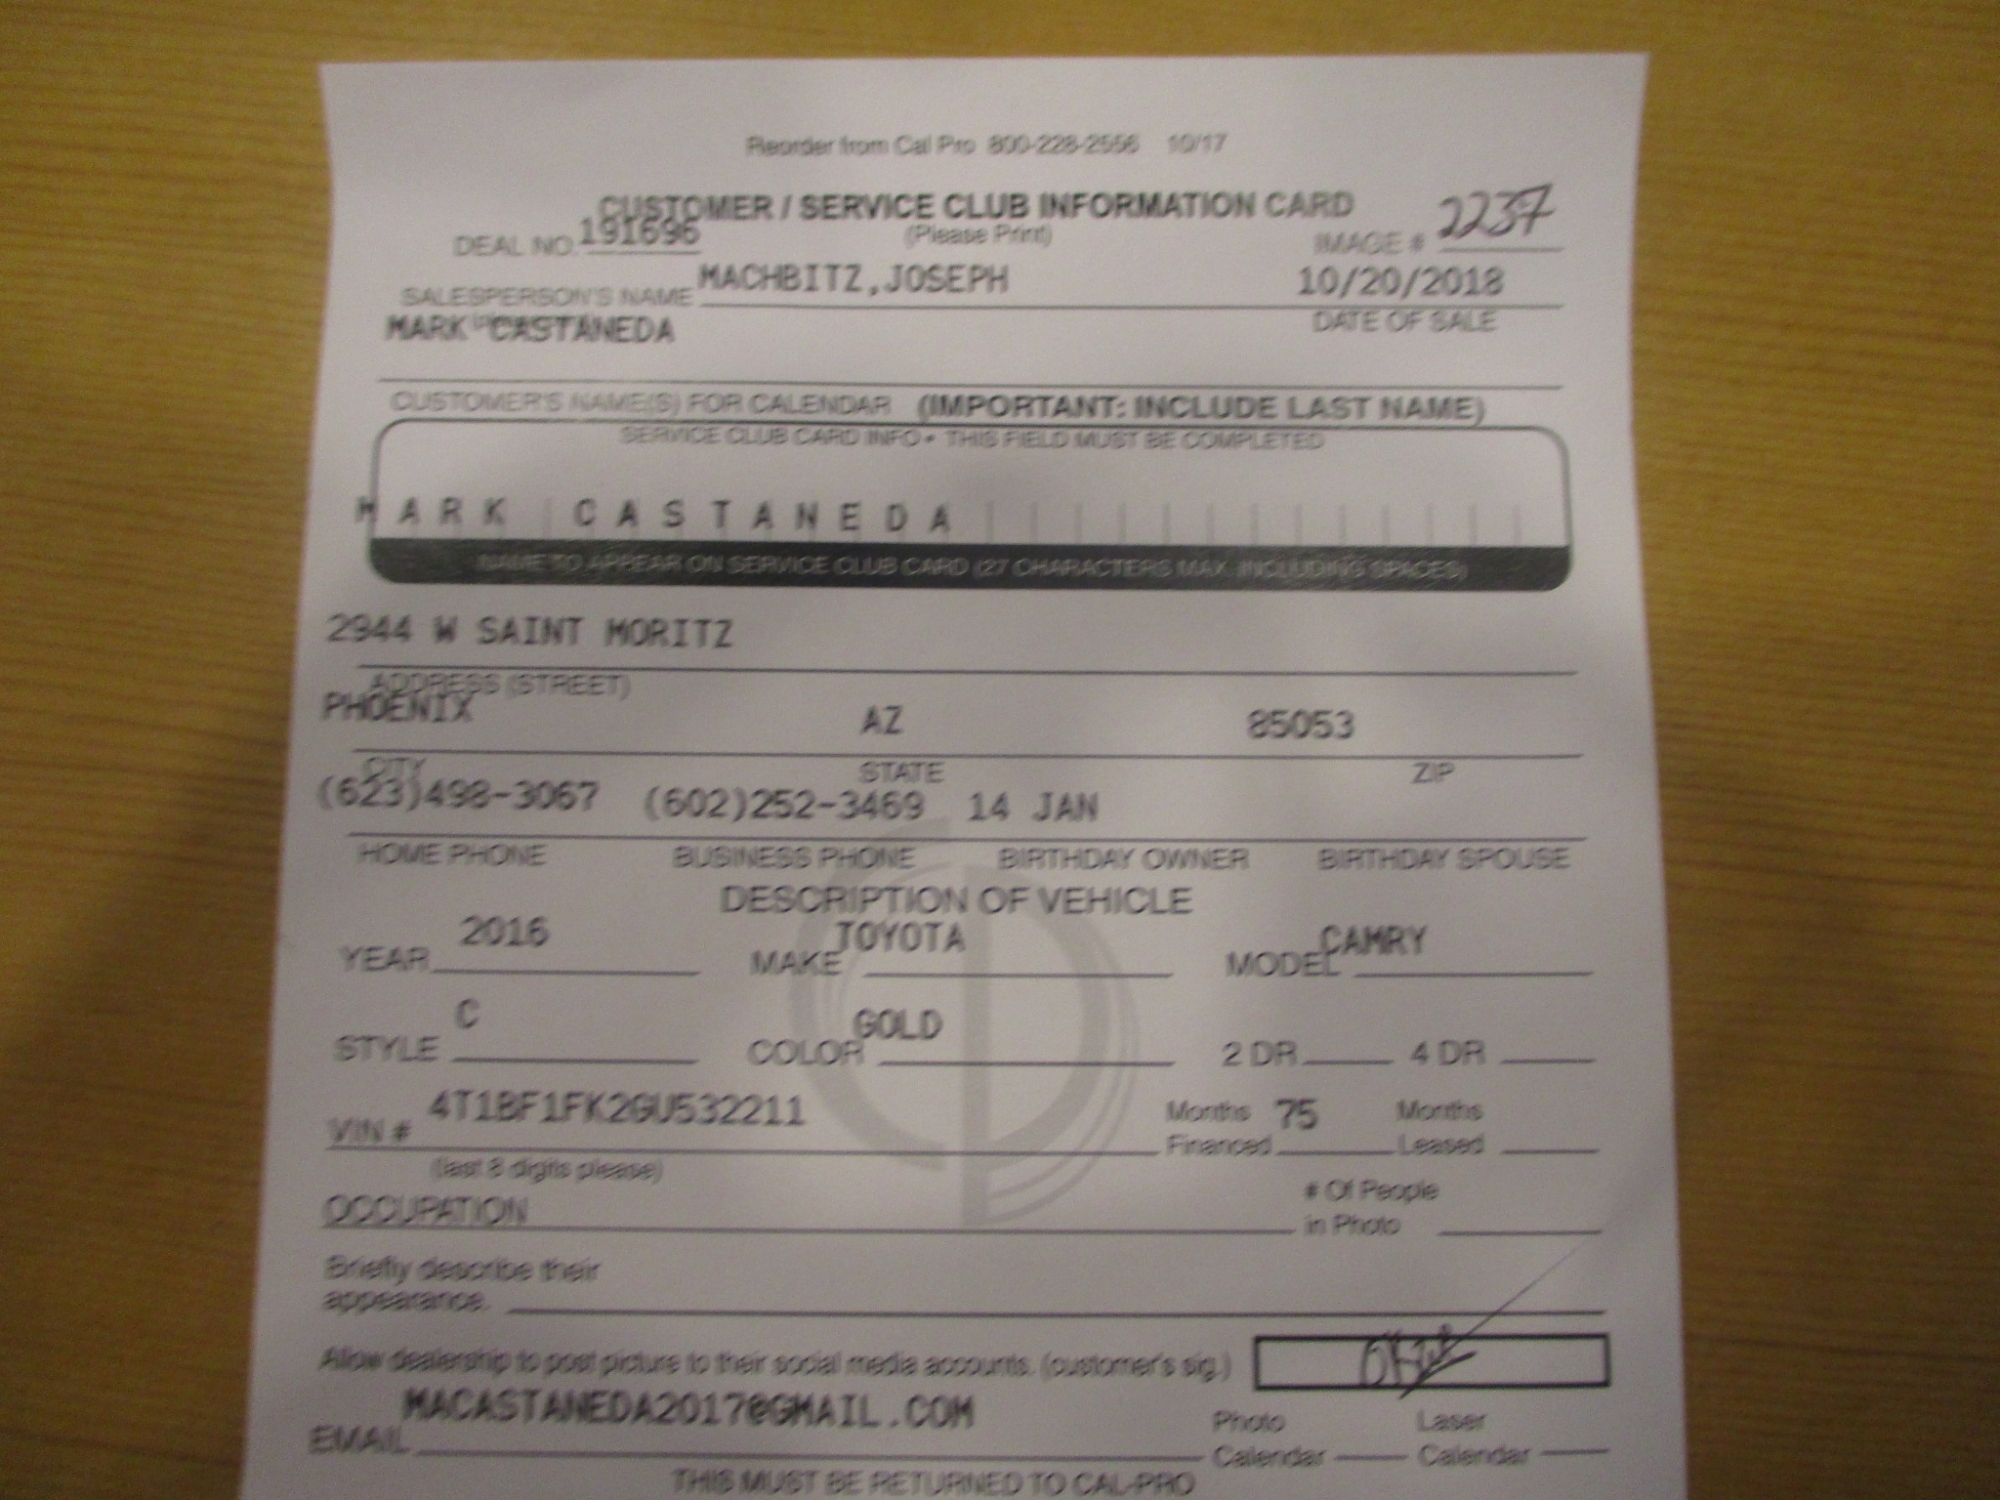 Reorder from Cal Pro 800-228-2556 10/17
CUSTOMER / SERVICE CLUB INFORMATION CARD
(Please Print)
DEAL NO. 191696 IMAGE # 2237
SALESPERSON'S NAME MACHBITZ,JOSEPH 10/20/2018
DATE OF SALE
MARK CASTANEDA
CUSTOMER'S NAME(S) FOR CALENDAR (IMPORTANT: INCLUDE LAST NAME)
SERVICE CLUB CARD INFO • THIS FIELD MUST BE COMPLETED
MARK CASTANEDA
NAME TO APPEAR ON SERVICE CLUB CARD (27 CHARACTERS MAX. INCLUDING SPACES)
2944 W SAINT MORITZ
ADDRESS (STREET)
PHOENIX AZ 85053
CITY STATE ZIP
(623)498-3067 (602)252-3469 14 JAN
HOME PHONE BUSINESS PHONE BIRTHDAY OWNER BIRTHDAY SPOUSE
DESCRIPTION OF VEHICLE
YEAR 2016 MAKE TOYOTA MODEL CAMRY
STYLE C COLOR GOLD 2 DR 4 DR
VIN # 4T1BF1FK2GU532211 Months Financed 75 Months Leased
(last 8 digits please)
OCCUPATION # Of People in Photo
Briefly describe their
appearance.
Allow dealership to post picture to their social media accounts. (customer's sig.)
EMAIL MACASTANEDA2017@GMAIL.COM Photo Calendar Laser Calendar
THIS MUST BE RETURNED TO CAL-PRO